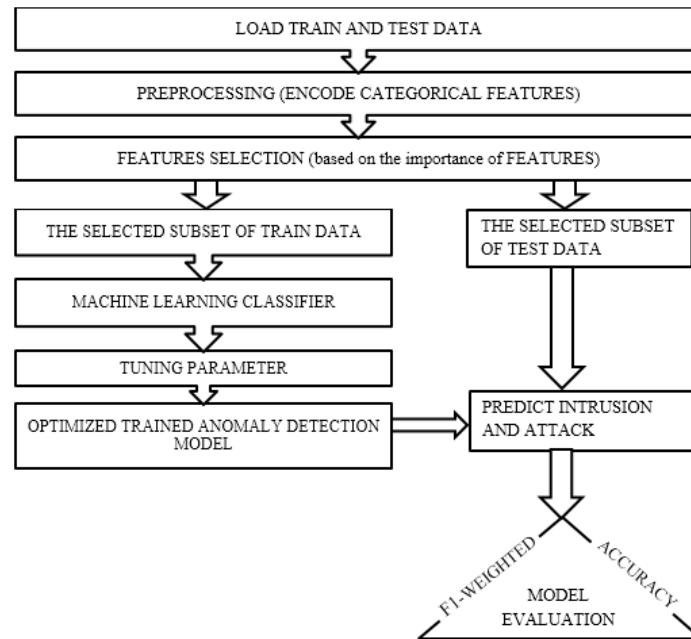 LOAD TRAIN AND TEST DATA
PREPROCESSING (ENCODE CATEGORICAL FEATURES)
FEATURES SELECTION (based on the importance of FEATURES)
THE SELECTED SUBSET OF TRAIN DATA
THE SELECTED SUBSET
OF TEST DATA
MACHINE LEARNING CLASSIFIER
TUNING PARAMETER
OPTIMIZED TRAINED ANOMALY DETECTION
MODEL
PREDICT INTRUSION
AND ATTACK
F1-WEIGHTED
ACCURACY
MODEL
EVALUATION